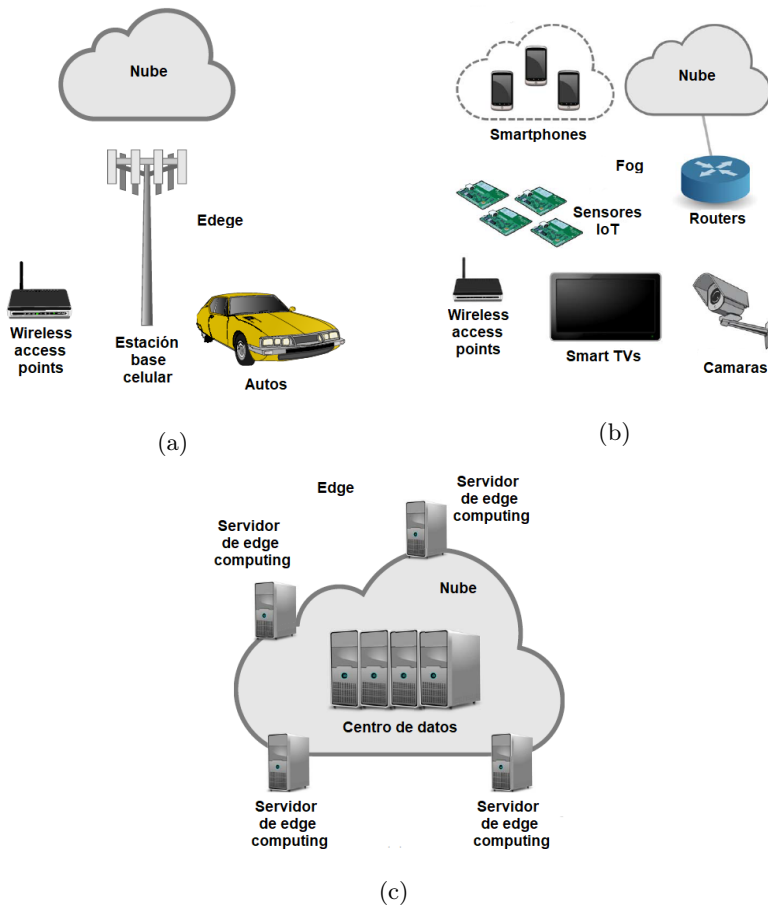 Nube
Edege
Wireless
access
points
Estación
base
celular
Autos
(a)
Smartphones
Nube
Fog
Sensores
IoT
Routers
Wireless
access
points
Smart TVs
Camaras
(b)
Edge
Servidor
de edge
computing
Servidor
de edge
computing
Nube
Centro de datos
Servidor
de edge
computing
Servidor
de edge
computing
(c)